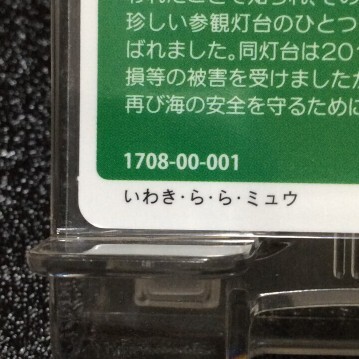 珍しい参観灯台のひとつ
ばれました。同灯台は20
損等の被害を受けました
再び海の安全を守るために
1708-00-001
いわき・ら・ら・ミュウ